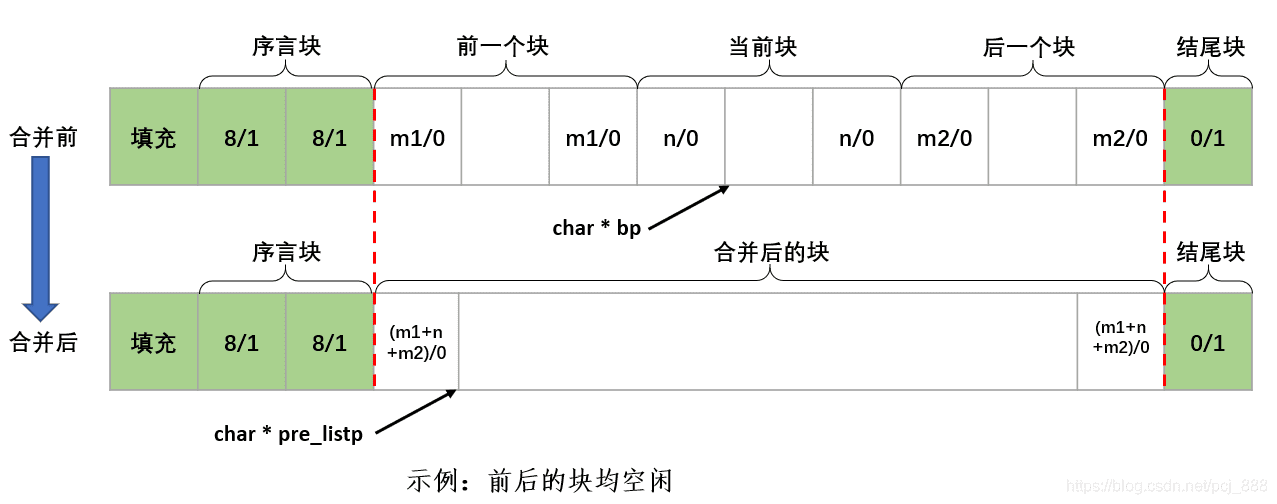 序言块 前一个块 当前块 后一个块 结尾块
合并前 填充 8/1 8/1 m1/0 m1/0 n/0 n/0 m2/0 m2/0 0/1
char * bp
序言块 合并后的块 结尾块
合并后 填充 8/1 8/1 (m1+n +m2)/0 (m1+n +m2)/0 0/1
char * pre_listp
示例：前后的块均空闲
https://blog.csdn.net/pcj_888